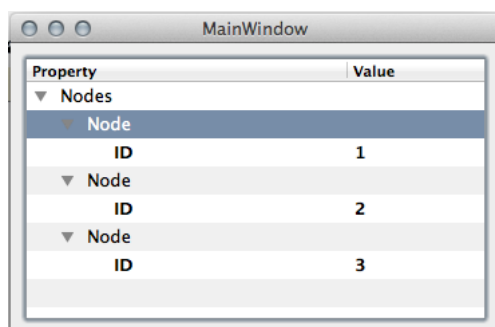 MainWindow
Property Value
Nodes
Node
ID 1
Node
ID 2
Node
ID 3